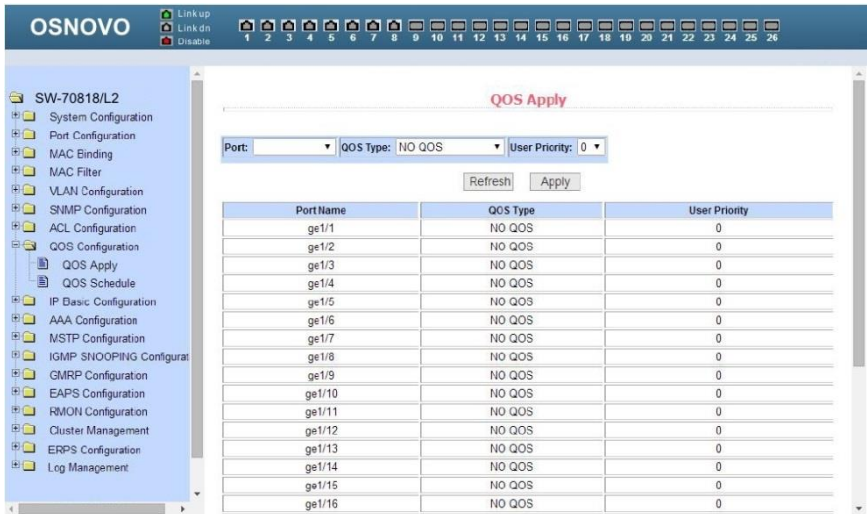 OSNOVO
Link up
Link dn
Disable
1 2 3 4 5 6 7 8 9 10 11 12 13 14 15 16 17 18 19 20 21 22 23 24 25 26
SW-70818/L2
System Configuration
Port Configuration
MAC Binding
MAC Filter
VLAN Configuration
SNMP Configuration
ACL Configuration
QOS Configuration
QOS Apply
QOS Schedule
IP Basic Configuration
AAA Configuration
MSTP Configuration
IGMP SNOOPING Configurat
GMRP Configuration
EAPS Configuration
RMON Configuration
Cluster Management
ERPS Configuration
Log Management
QOS Apply
Port: QOS Type: NO QOS User Priority: 0
Refresh Apply
Port Name QOS Type User Priority
ge1/1 NO QOS 0
ge1/2 NO QOS 0
ge1/3 NO QOS 0
ge1/4 NO QOS 0
ge1/5 NO QOS 0
ge1/6 NO QOS 0
ge1/7 NO QOS 0
ge1/8 NO QOS 0
ge1/9 NO QOS 0
ge1/10 NO QOS 0
ge1/11 NO QOS 0
ge1/12 NO QOS 0
ge1/13 NO QOS 0
ge1/14 NO QOS 0
ge1/15 NO QOS 0
ge1/16 NO QOS 0